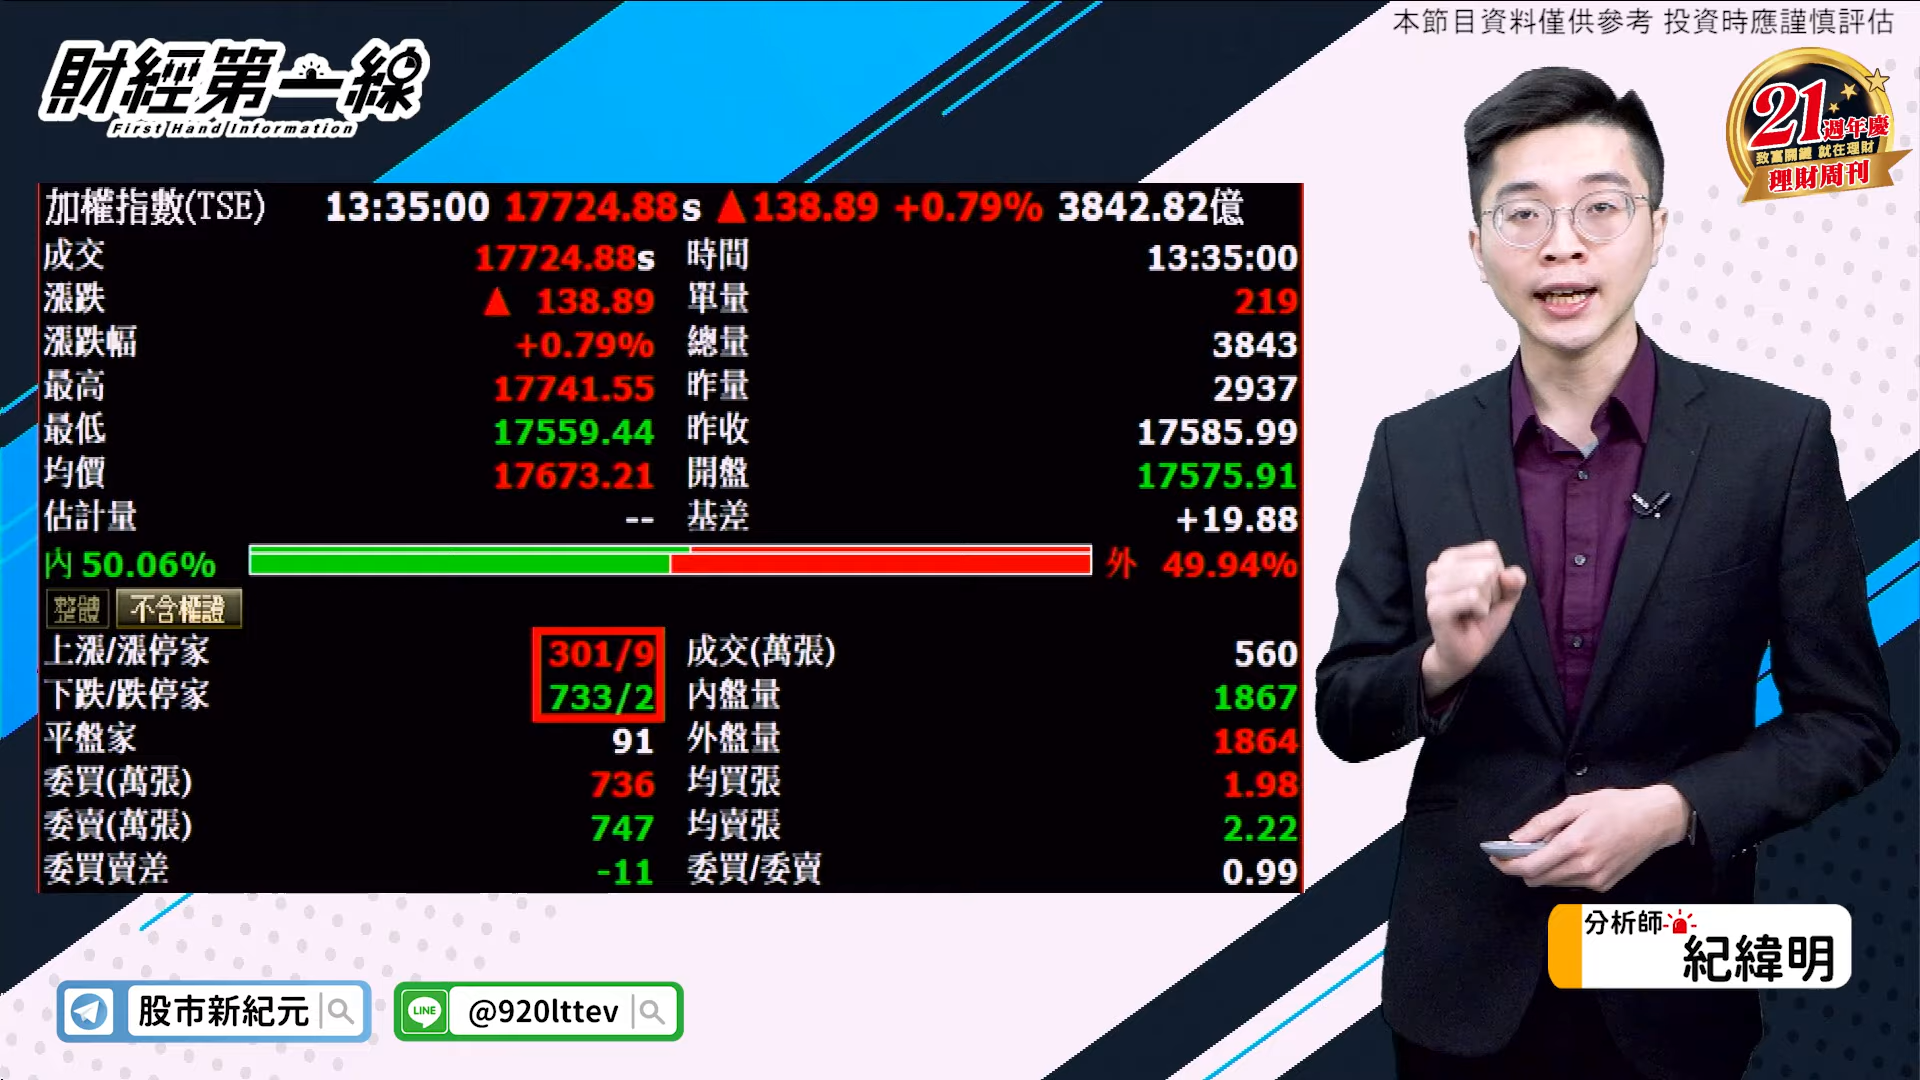 本節目資料僅供參考 投資時應謹慎評估
財經第一線
First Hand Information
21週年慶
致富關鍵 就在理財
理財周刊
加權指數(TSE) 13:35:00 17724.88s ▲138.89 +0.79% 3842.82億
成交 17724.88s 時間 13:35:00
漲跌 ▲ 138.89 單量 219
漲跌幅 +0.79% 總量 3843
最高 17741.55 昨量 2937
最低 17559.44 昨收 17585.99
均價 17673.21 開盤 17575.91
估計量 -- 基差 +19.88
內 50.06% 外 49.94%
整體 不含權證
上漲/漲停家 301/9 成交(萬張) 560
下跌/跌停家 733/2 內盤量 1867
平盤家 91 外盤量 1864
委買(萬張) 736 均買張 1.98
委賣(萬張) 747 均賣張 2.22
委買賣差 -11 委買/委賣 0.99
分析師
紀緯明
股市新紀元
LINE @920lttev